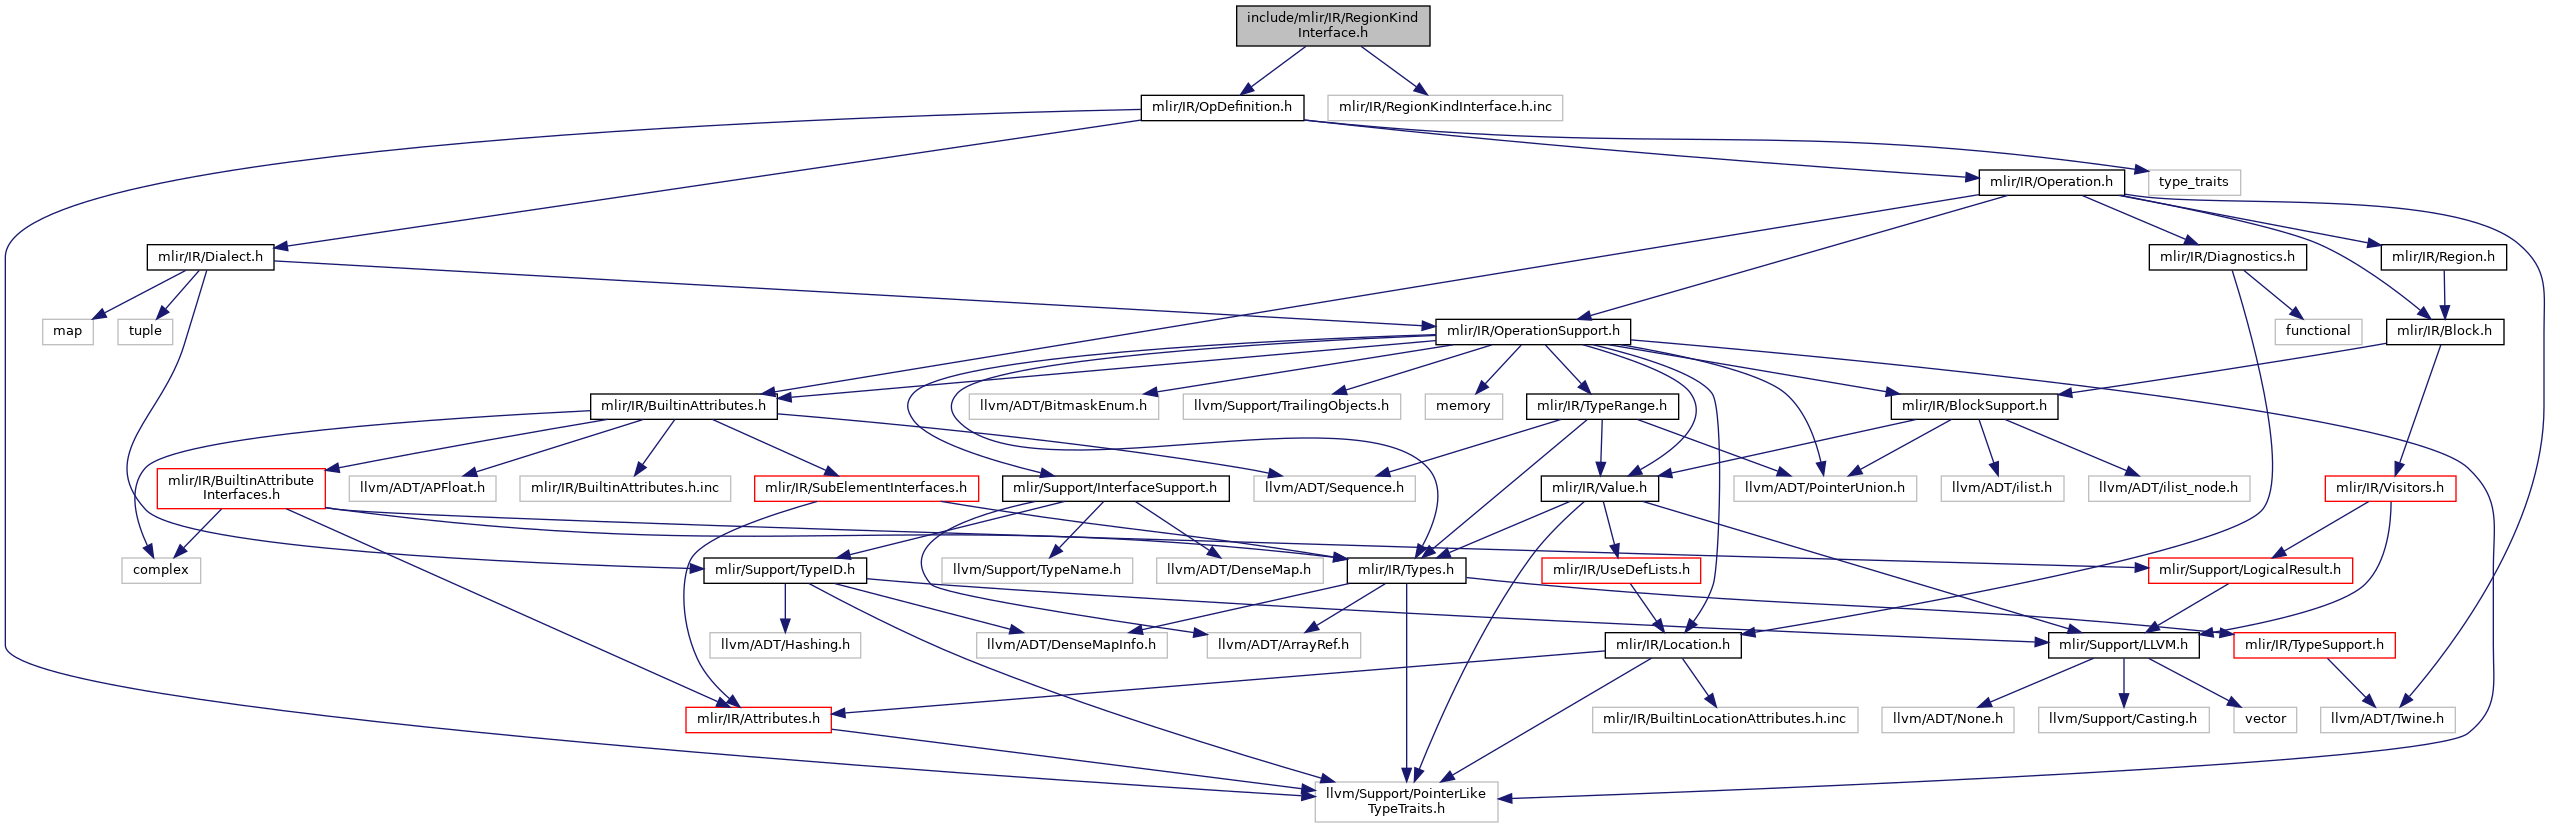 include/mlir/IR/RegionKind
Interface.h
mlir/IR/OpDefinition.h
mlir/IR/RegionKindInterface.h.inc
mlir/IR/Operation.h
type_traits
mlir/IR/Dialect.h
mlir/IR/Diagnostics.h
mlir/IR/Region.h
map
tuple
mlir/IR/OperationSupport.h
functional
mlir/IR/Block.h
mlir/IR/BuiltinAttributes.h
llvm/ADT/BitmaskEnum.h
llvm/Support/TrailingObjects.h
memory
mlir/IR/TypeRange.h
mlir/IR/BlockSupport.h
mlir/IR/BuiltinAttribute
Interfaces.h
llvm/ADT/APFloat.h
mlir/IR/BuiltinAttributes.h.inc
mlir/IR/SubElementInterfaces.h
mlir/Support/InterfaceSupport.h
llvm/ADT/Sequence.h
mlir/IR/Value.h
llvm/ADT/PointerUnion.h
llvm/ADT/ilist.h
llvm/ADT/ilist_node.h
mlir/IR/Visitors.h
complex
mlir/Support/TypeID.h
llvm/Support/TypeName.h
llvm/ADT/DenseMap.h
mlir/IR/Types.h
mlir/IR/UseDefLists.h
mlir/Support/LogicalResult.h
llvm/ADT/Hashing.h
llvm/ADT/DenseMapInfo.h
llvm/ADT/ArrayRef.h
mlir/IR/Location.h
mlir/Support/LLVM.h
mlir/IR/TypeSupport.h
mlir/IR/Attributes.h
mlir/IR/BuiltinLocationAttributes.h.inc
llvm/ADT/None.h
llvm/Support/Casting.h
vector
llvm/ADT/Twine.h
llvm/Support/PointerLike
TypeTraits.h